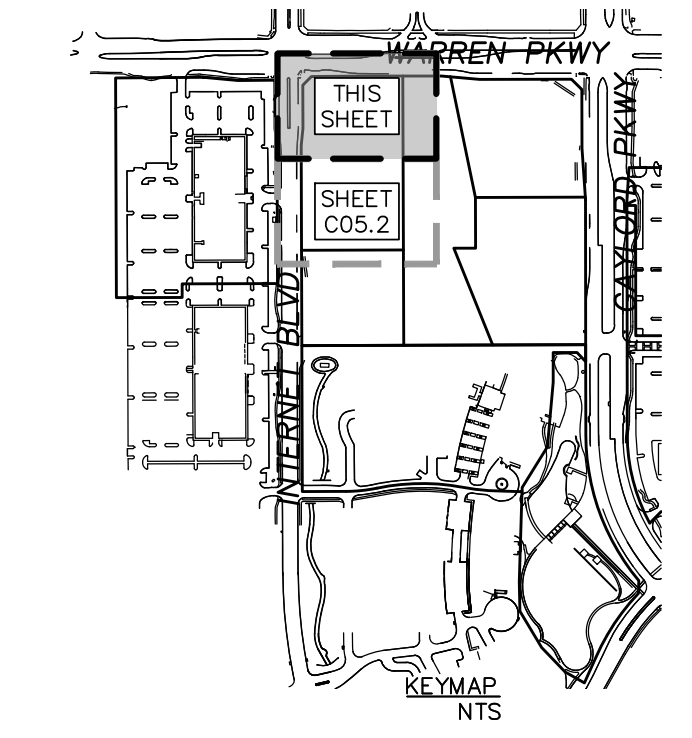 WARREN PKWY
THIS
SHEET
GAYLORD PKWY
SHEET
C05.2
INTERNET BLVD
KEYMAP
NTS